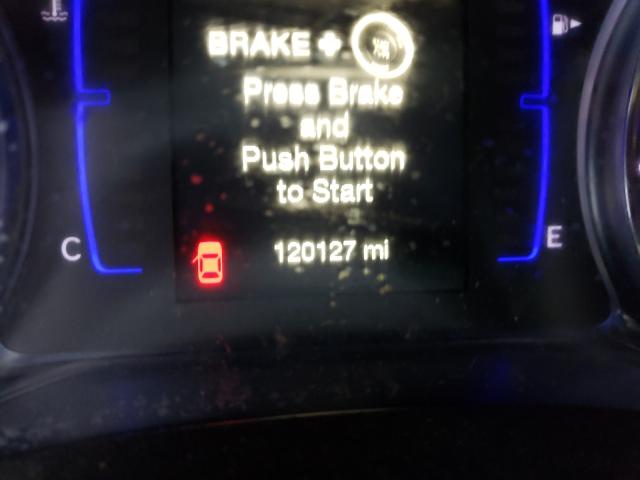 BRAKE +
Press Brake
and
Push Button
to Start
120127 mi
C
E